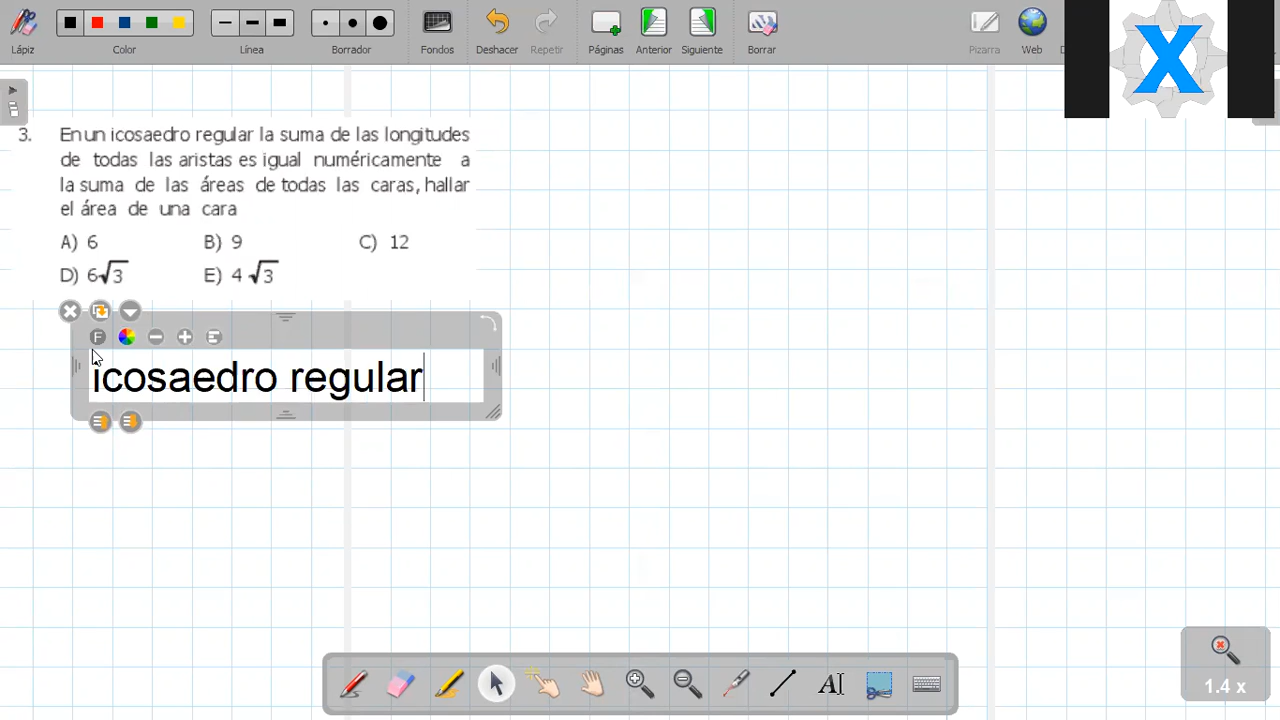 Lápiz
Color
Línea
Borrador
Fondos
Deshacer
Repetir
Páginas
Anterior
Siguiente
Borrar
Pizarra
Web
X
3. En un icosaedro regular la suma de las longitudes
de todas las aristas es igual numéricamente a
la suma de las áreas de todas las caras, hallar
el área de una cara
A) 6 B) 9 C) 12
D) 6√3 E) 4√3
F
icosaedro regular
AI
1.4 x